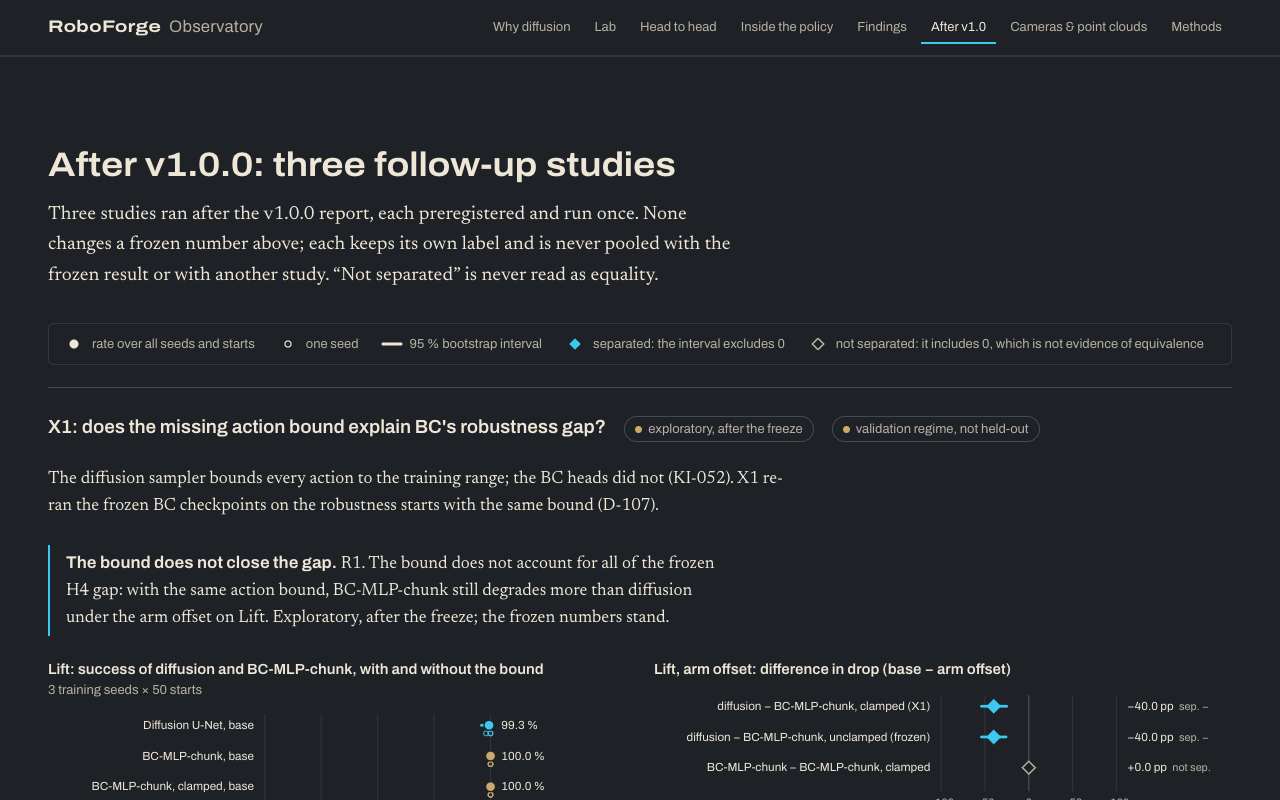 RoboForge Observatory
Why diffusion Lab Head to head Inside the policy Findings After v1.0 Cameras & point clouds Methods
After v1.0.0: three follow-up studies
Three studies ran after the v1.0.0 report, each preregistered and run once. None
changes a frozen number above; each keeps its own label and is never pooled with the
frozen result or with another study. “Not separated” is never read as equality.
rate over all seeds and starts one seed 95 % bootstrap interval separated: the interval excludes 0 not separated: it includes 0, which is not evidence of equivalence
X1: does the missing action bound explain BC's robustness gap? exploratory, after the freeze validation regime, not held-out
The diffusion sampler bounds every action to the training range; the BC heads did not (KI-052). X1 re-
ran the frozen BC checkpoints on the robustness starts with the same bound (D-107).
The bound does not close the gap. R1. The bound does not account for all of the frozen
H4 gap: with the same action bound, BC-MLP-chunk still degrades more than diffusion
under the arm offset on Lift. Exploratory, after the freeze; the frozen numbers stand.
Lift: success of diffusion and BC-MLP-chunk, with and without the bound
3 training seeds × 50 starts
Diffusion U-Net, base 99.3 %
BC-MLP-chunk, base 100.0 %
BC-MLP-chunk, clamped, base 100.0 %
Lift, arm offset: difference in drop (base − arm offset)
diffusion − BC-MLP-chunk, clamped (X1) −40.0 pp sep. −
diffusion − BC-MLP-chunk, unclamped (frozen) −40.0 pp sep. −
BC-MLP-chunk − BC-MLP-chunk, clamped +0.0 pp not sep.